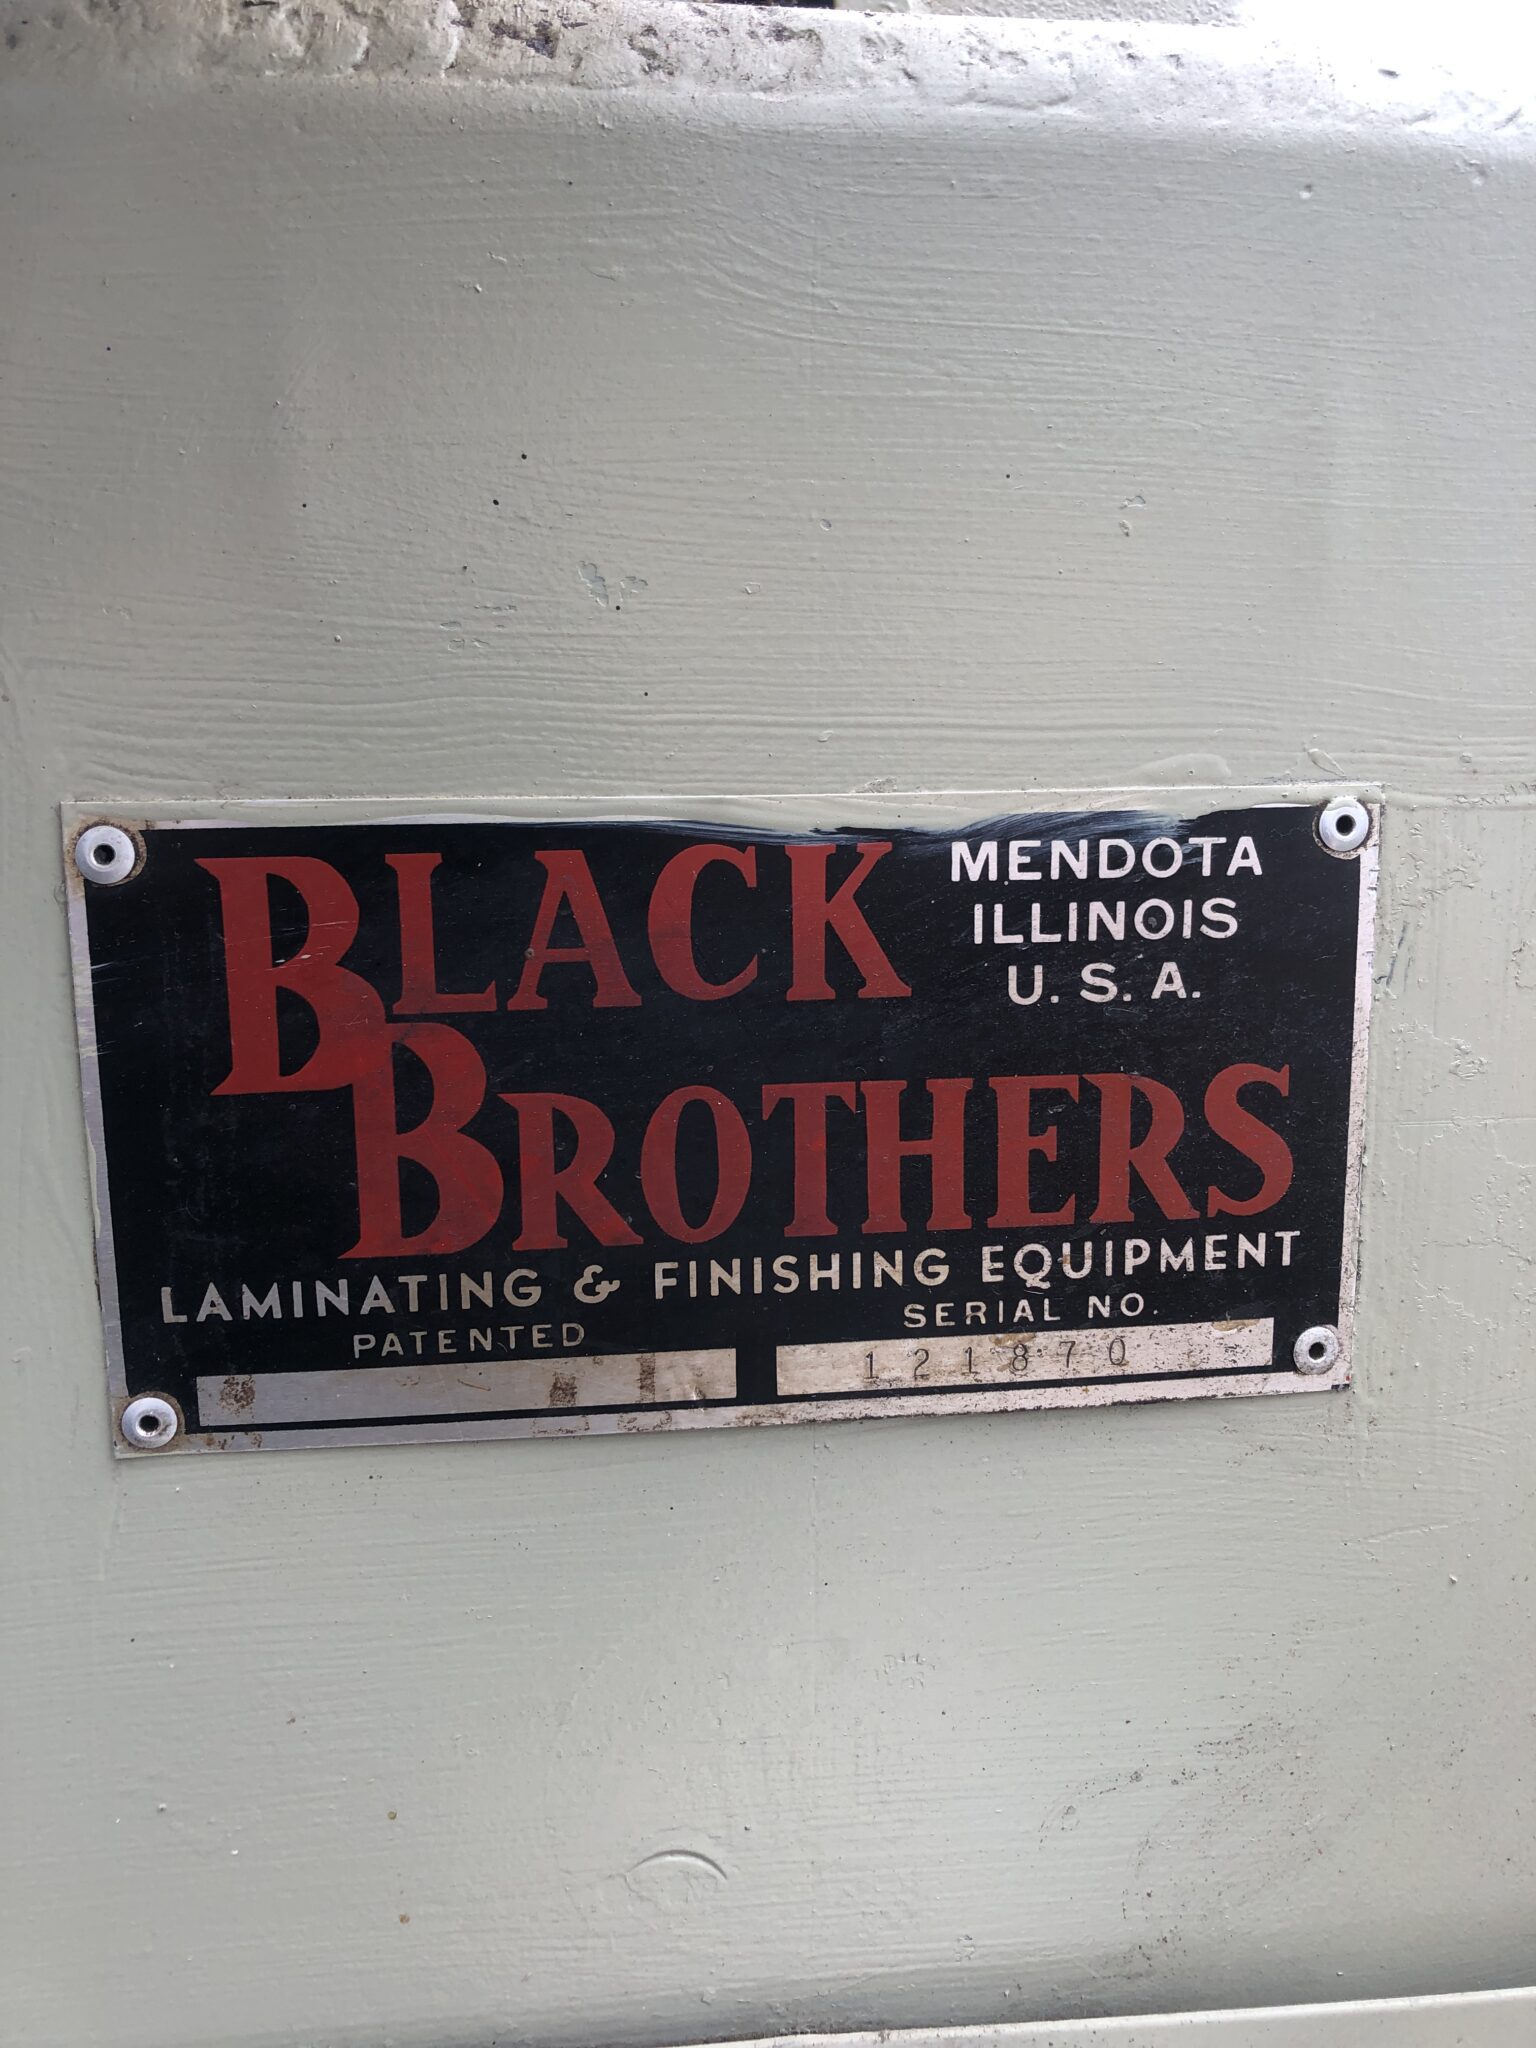 BLACK
MENDOTA
ILLINOIS
U. S. A.
BROTHERS
LAMINATING & FINISHING EQUIPMENT
PATENTED
SERIAL NO.
121870